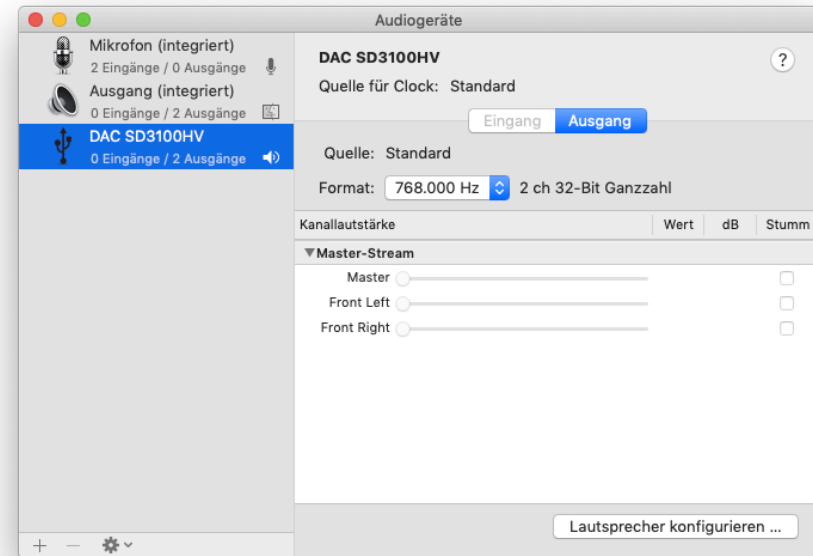 Audiogeräte
Mikrofon (integriert)
2 Eingänge / 0 Ausgänge
Ausgang (integriert)
0 Eingänge / 2 Ausgänge
DAC SD3100HV
0 Eingänge / 2 Ausgänge
DAC SD3100HV
?
Quelle für Clock: Standard
Eingang Ausgang
Quelle: Standard
Format: 768.000 Hz 2 ch 32-Bit Ganzzahl
Kanallautstärke Wert dB Stumm
Master-Stream
Master
Front Left
Front Right
Lautsprecher konfigurieren ...